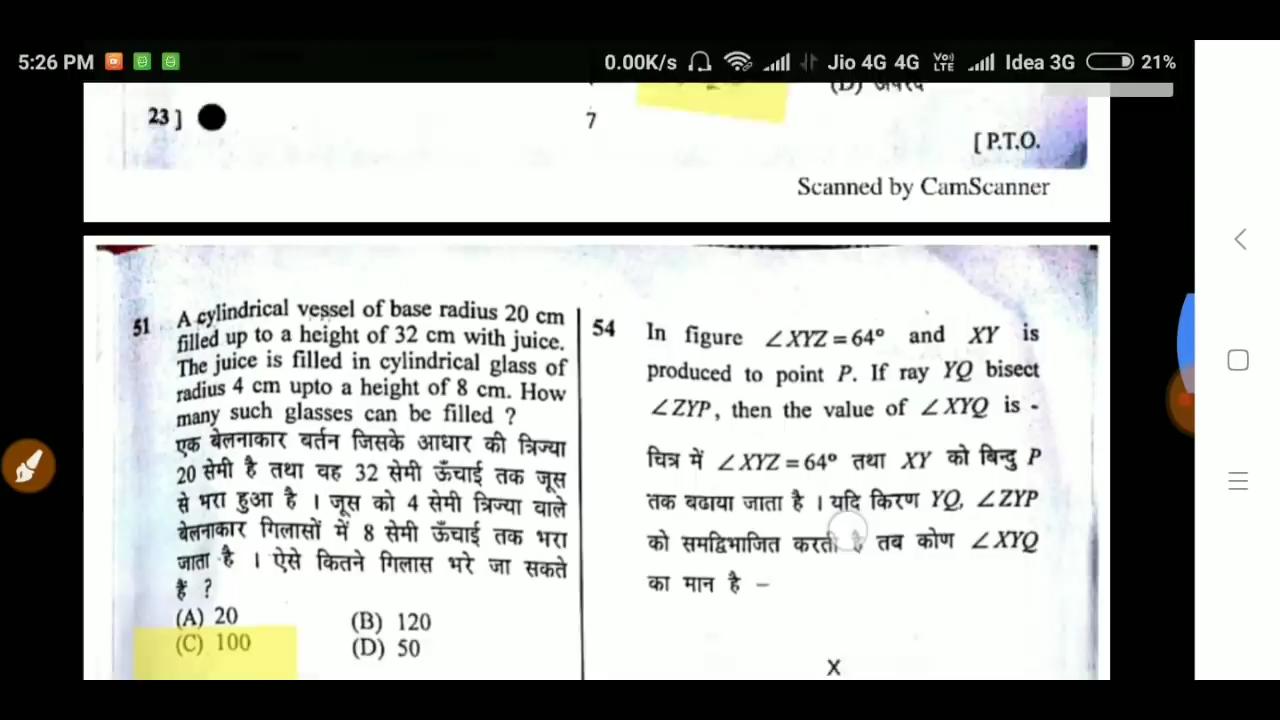 5:26 PM
0.00K/s
Jio 4G 4G
Vo)
LTE
Idea 3G
21%
(D)
23 ]
7
[ P.T.O.
Scanned by CamScanner
51
A cylindrical vessel of base radius 20 cm
filled up to a height of 32 cm with juice.
The juice is filled in cylindrical glass of
radius 4 cm upto a height of 8 cm. How
many such glasses can be filled ?
एक बेलनाकार बर्तन जिसके आधार की त्रिज्या
20 सेमी है तथा वह 32 सेमी ऊँचाई तक जूस
से भरा हुआ है । जूस को 4 सेमी त्रिज्या वाले
बेलनाकार गिलासों में 8 सेमी ऊँचाई तक भरा
जाता है । ऐसे कितने गिलास भरे जा सकते
हैं ?
(A) 20
(B) 120
(C) 100
(D) 50
54
In figure ∠XYZ = 64° and XY is
produced to point P. If ray YQ bisect
∠ZYP, then the value of ∠XYQ is -
चित्र में ∠XYZ = 64° तथा XY को बिन्दु P
तक बढाया जाता है । यदि किरण YQ, ∠ZYP
को समद्विभाजित करती है तब कोण ∠XYQ
का मान है –
X